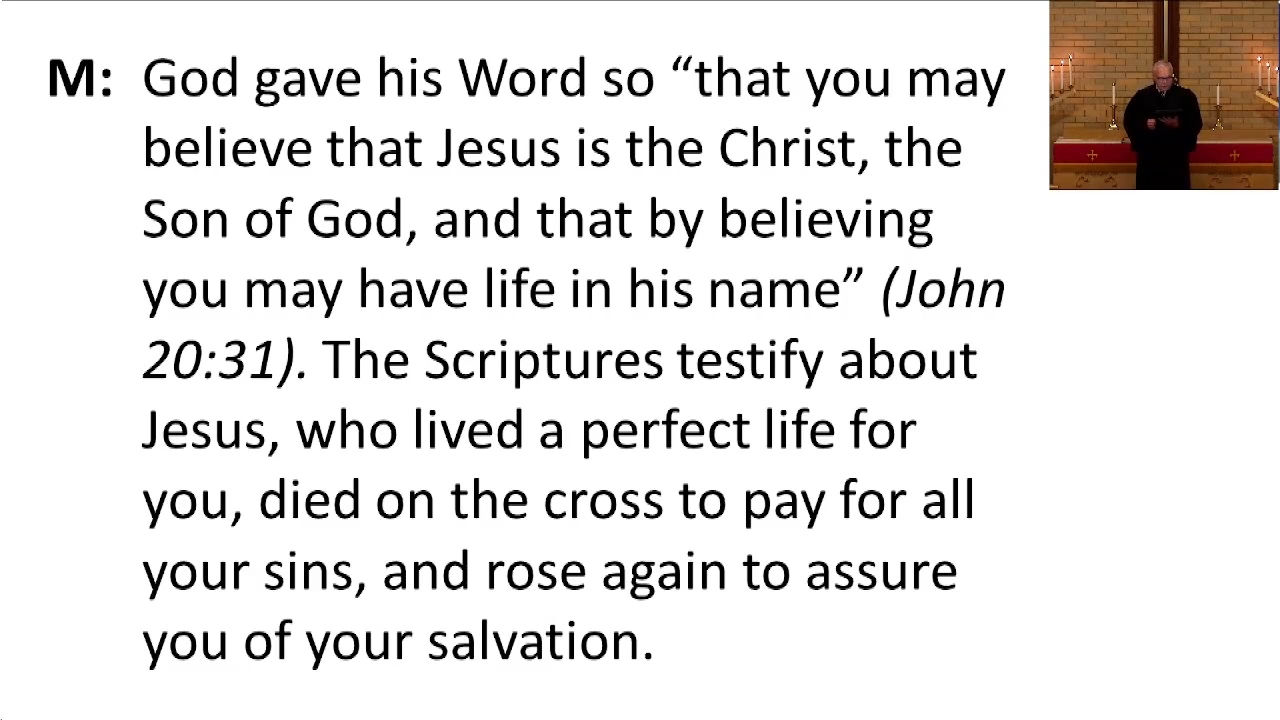 M: God gave his Word so “that you may
believe that Jesus is the Christ, the
Son of God, and that by believing
you may have life in his name” (John
20:31). The Scriptures testify about
Jesus, who lived a perfect life for
you, died on the cross to pay for all
your sins, and rose again to assure
you of your salvation.